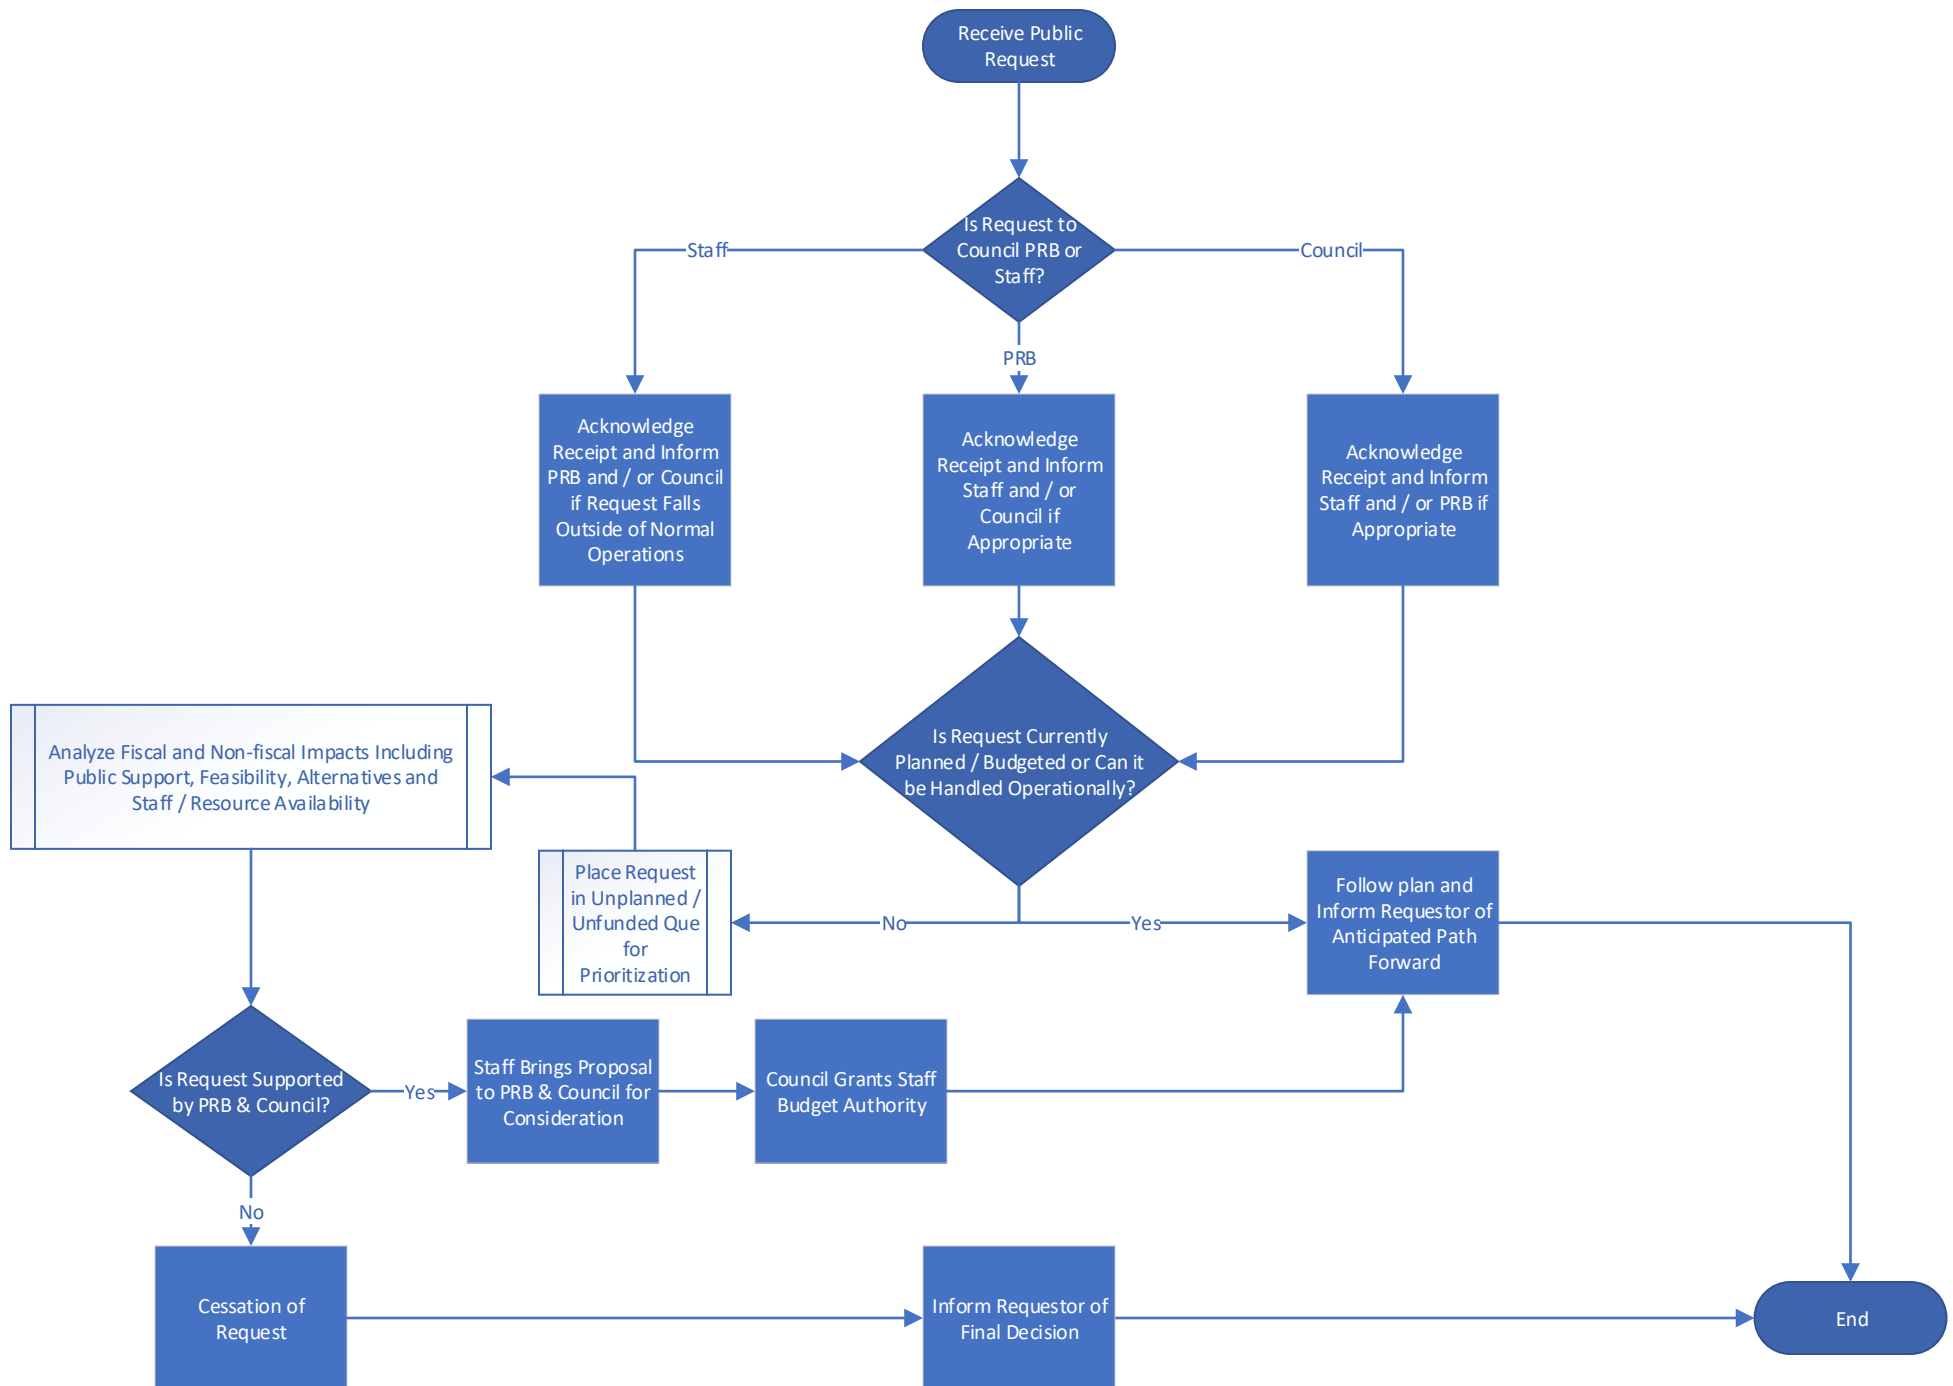 Receive Public
Request
Is Request to
Council PRB or
Staff?
Staff
Council
PRB
Acknowledge
Receipt and Inform
PRB and / or Council
if Request Falls
Outside of Normal
Operations
Acknowledge
Receipt and Inform
Staff and / or
Council if
Appropriate
Acknowledge
Receipt and Inform
Staff and / or PRB if
Appropriate
Is Request Currently
Planned / Budgeted or Can it
be Handled Operationally?
Analyze Fiscal and Non-fiscal Impacts Including
Public Support, Feasibility, Alternatives and
Staff / Resource Availability
Place Request
in Unplanned /
Unfunded Que
for
Prioritization
No
Yes
Follow plan and
Inform Requestor of
Anticipated Path
Forward
Is Request Supported
by PRB & Council?
Yes
Staff Brings Proposal
to PRB & Council for
Consideration
Council Grants Staff
Budget Authority
No
Cessation of
Request
Inform Requestor of
Final Decision
End